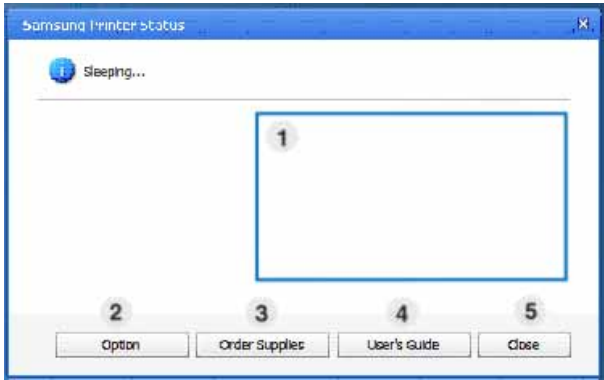 Samsung Printer Status
Sleeping...
1
2 3 4 5
Option Order Supplies User's Guide Close